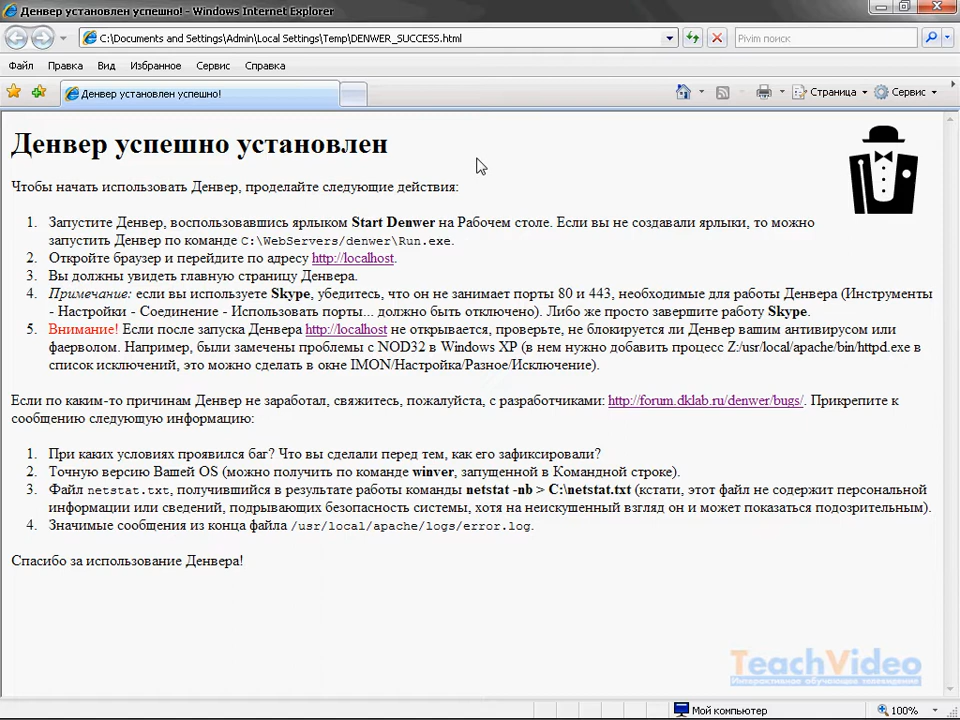 Денвер установлен успешно! - Windows Internet Explorer
C:\Documents and Settings\Admin\Local Settings\Temp\DENWER_SUCCESS.html
Pivim поиск
Файл Правка Вид Избранное Сервис Справка
Денвер установлен успешно!
Страница Сервис
Денвер успешно установлен
Чтобы начать использовать Денвер, проделайте следующие действия:
1. Запустите Денвер, воспользовавшись ярлыком Start Denwer на Рабочем столе. Если вы не создавали ярлыки, то можно
запустить Денвер по команде C:\WebServers/denwer\Run.exe.
2. Откройте браузер и перейдите по адресу http://localhost.
3. Вы должны увидеть главную страницу Денвера.
4. Примечание: если вы используете Skype, убедитесь, что он не занимает порты 80 и 443, необходимые для работы Денвера (Инструменты
- Настройки - Соединение - Использовать порты... должно быть отключено). Либо же просто завершите работу Skype.
5. Внимание! Если после запуска Денвера http://localhost не открывается, проверьте, не блокируется ли Денвер вашим антивирусом или
фаерволом. Например, были замечены проблемы с NOD32 в Windows XP (в нем нужно добавить процесс Z:/usr/local/apache/bin/httpd.exe в
список исключений, это можно сделать в окне IMON/Настройка/Разное/Исключение).
Если по каким-то причинам Денвер не заработал, свяжитесь, пожалуйста, с разработчиками: http://forum.dklab.ru/denwer/bugs/. Прикрепите к
сообщению следующую информацию:
1. При каких условиях проявился баг? Что вы сделали перед тем, как его зафиксировали?
2. Точную версию Вашей OS (можно получить по команде winver, запущенной в Командной строке).
3. Файл netstat.txt, получившийся в результате работы команды netstat -nb > C:\netstat.txt (кстати, этот файл не содержит персональной
информации или сведений, подрывающих безопасность системы, хотя на неискушенный взгляд он и может показаться подозрительным).
4. Значимые сообщения из конца файла /usr/local/apache/logs/error.log.
Спасибо за использование Денвера!
TeachVideo
Интерактивное обучающее телевидение
Мой компьютер 100%